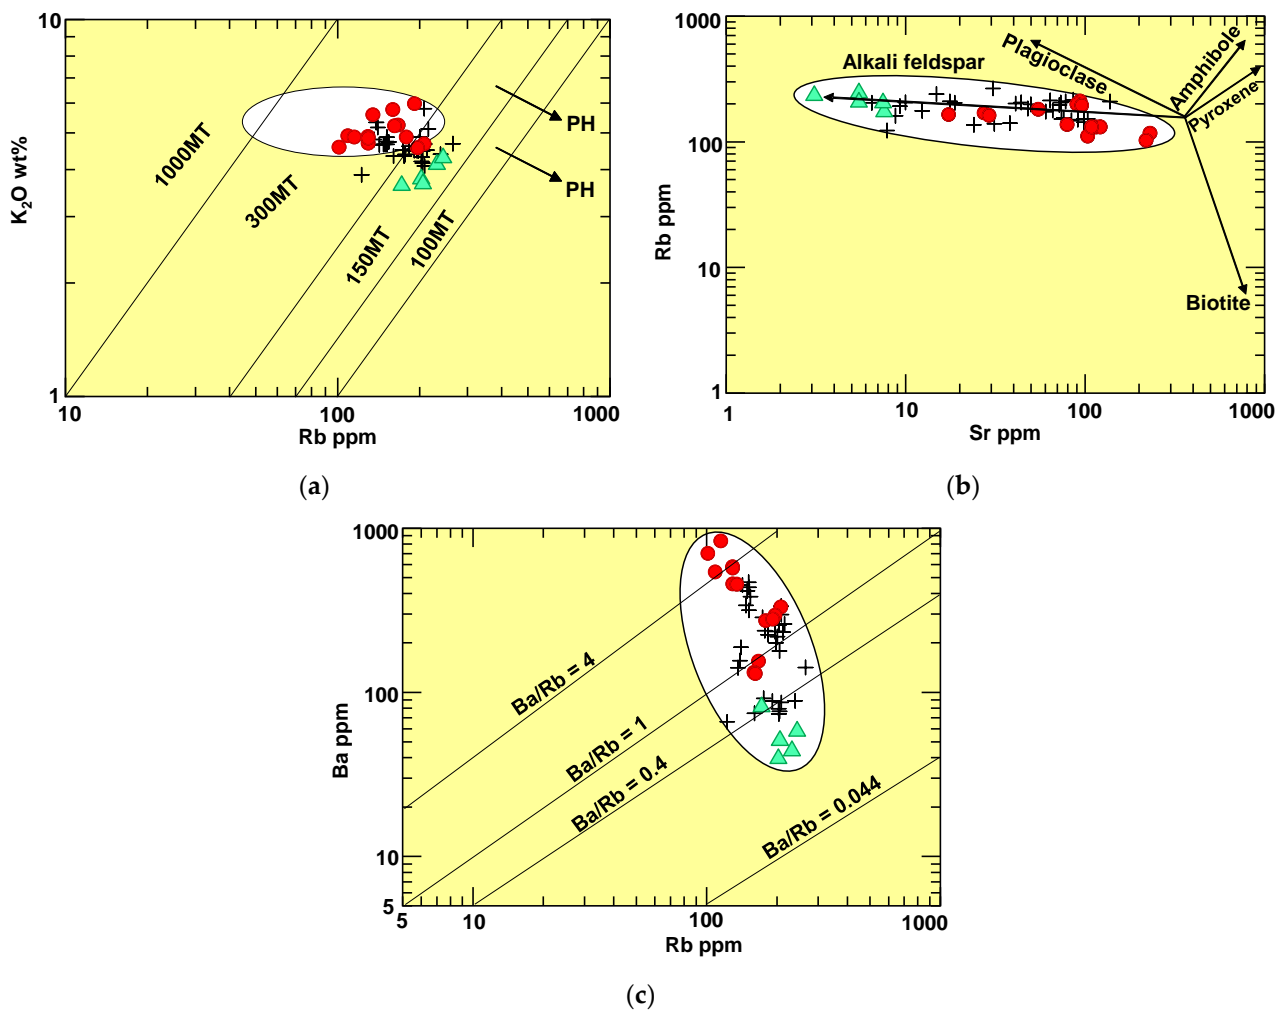 10
K2O wt%
1000MT
300MT
150MT
100MT
PH
PH
1
10
100
1000
Rb ppm
(a)
1000
100
10
1
Rb ppm
Alkali feldspar
Plagioclase
Amphibole
Pyroxene
Biotite
1
10
100
1000
Sr ppm
(b)
1000
100
10
5
Ba ppm
Ba/Rb = 4
Ba/Rb = 1
Ba/Rb = 0.4
Ba/Rb = 0.044
5
10
100
1000
Rb ppm
(c)